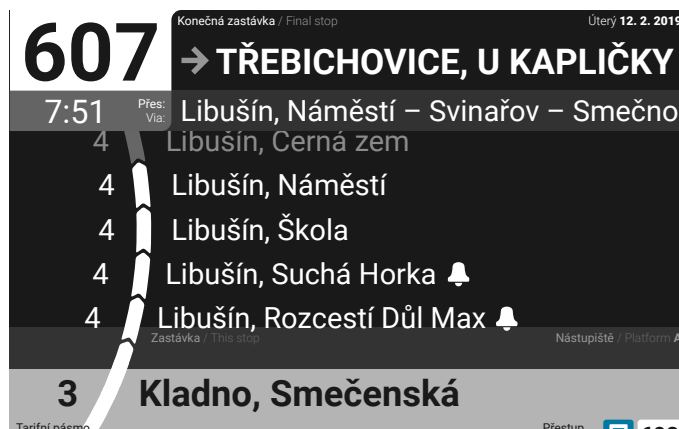 607
Konečná zastávka / Final stop
Úterý 12. 2. 2019
→ TŘEBICHOVICE, U KAPLIČKY
7:51
Přes:
Via:
Libušín, Náměstí – Svinařov – Smečno
4 Libušín, Černá zem
4 Libušín, Náměstí
4 Libušín, Škola
4 Libušín, Suchá Horka
4 Libušín, Rozcestí Důl Max
Zastávka / This stop
Nástupiště / Platform A
3 Kladno, Smečenská
Tarifní pásmo
Přestup